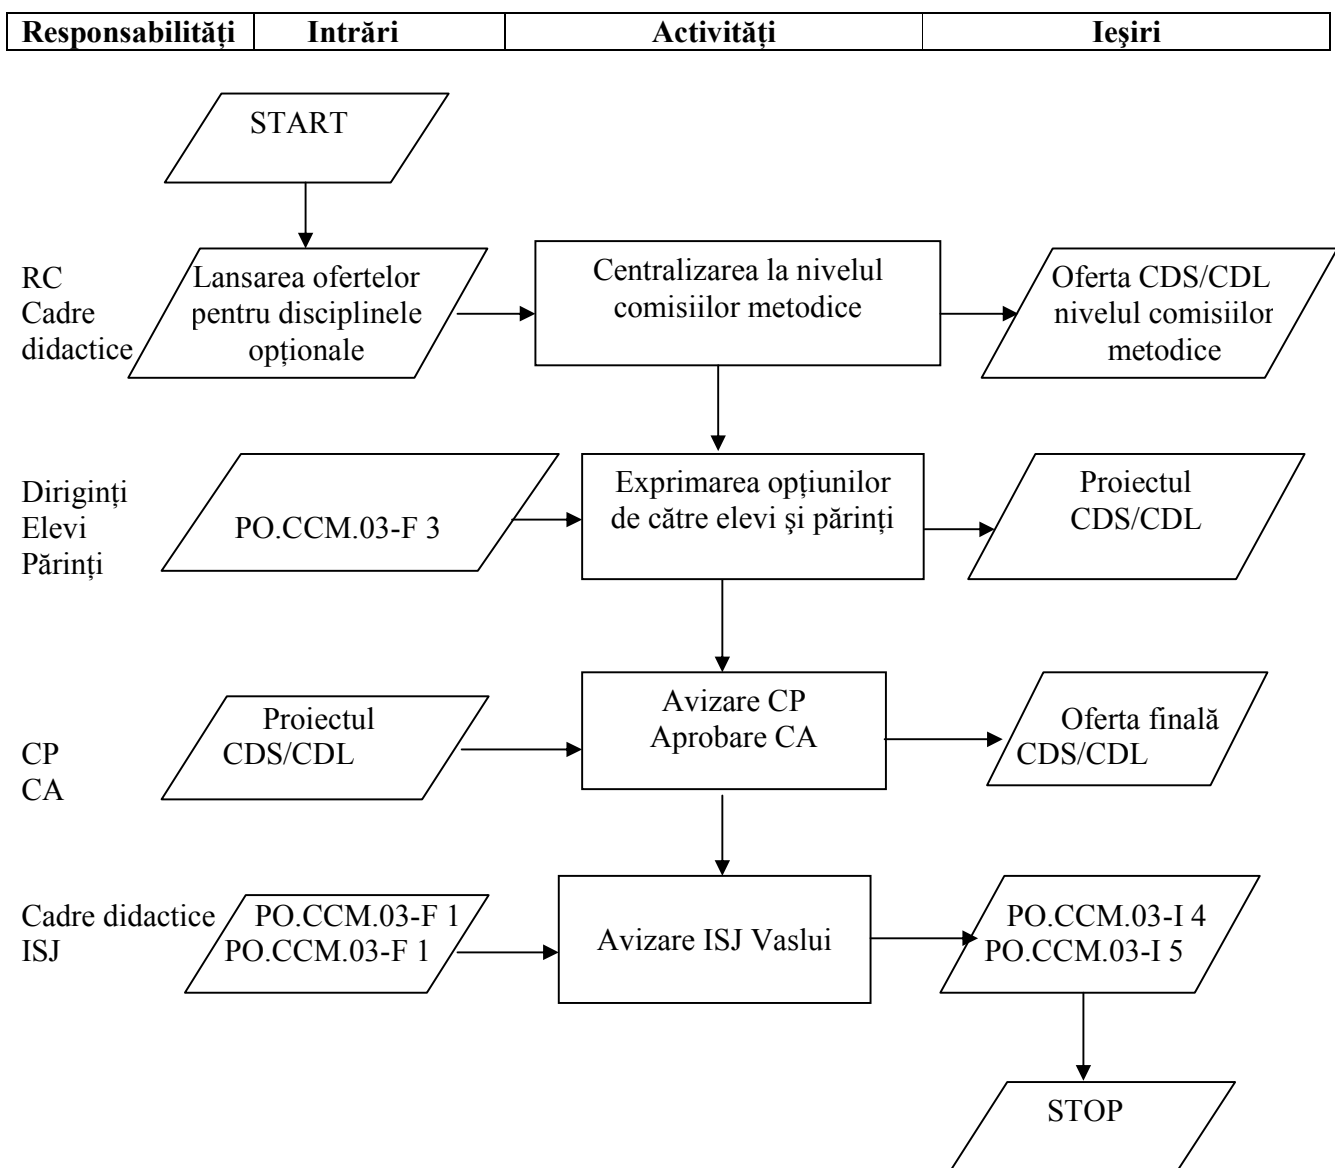 Responsabilități Intrări Activități Ieşiri
START
RC
Cadre
didactice
Lansarea ofertelor
pentru disciplinele
opționale
Centralizarea la nivelul
comisiilor metodice
Oferta CDS/CDL
nivelul comisiilor
metodice
Diriginți
Elevi
Părinți
PO.CCM.03-F 3
Exprimarea opțiunilor
de către elevi şi părinți
Proiectul
CDS/CDL
CP
CA
Proiectul
CDS/CDL
Avizare CP
Aprobare CA
Oferta finală
CDS/CDL
Cadre didactice
ISJ
PO.CCM.03-F 1
PO.CCM.03-F 1
Avizare ISJ Vaslui
PO.CCM.03-I 4
PO.CCM.03-I 5
STOP